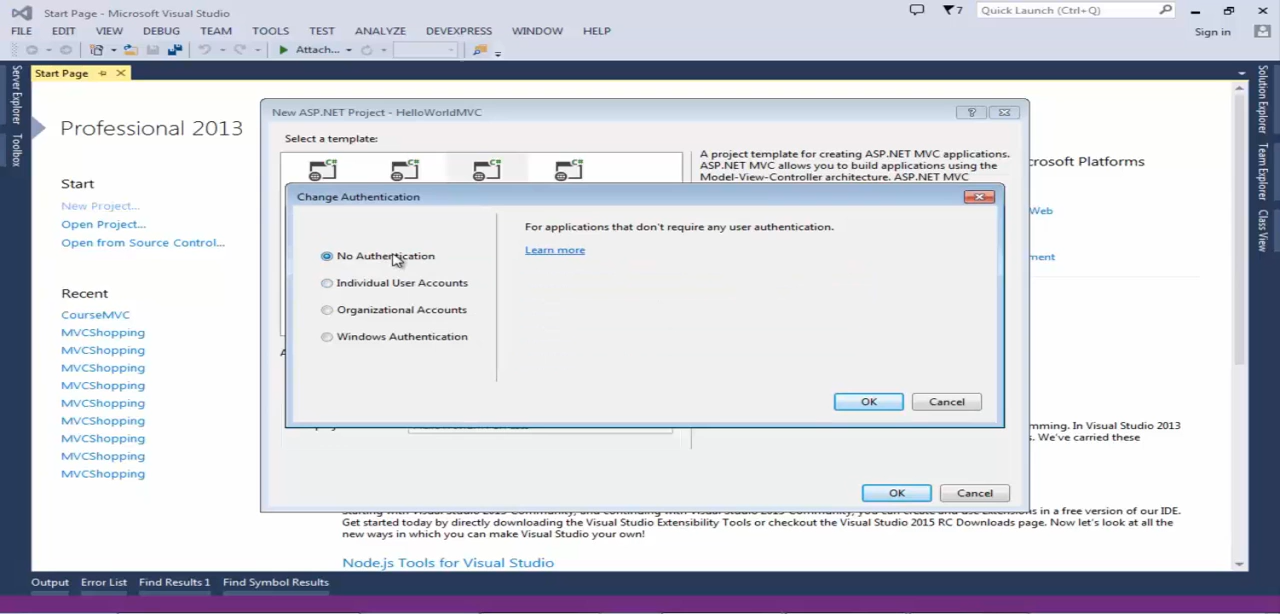 Start Page - Microsoft Visual Studio
7
Quick Launch (Ctrl+Q)
FILE EDIT VIEW DEBUG TEAM TOOLS TEST ANALYZE DEVEXPRESS WINDOW HELP
Sign in
Attach...
Start Page
Server Explorer
Toolbox
Solution Explorer
Team Explorer
Class View
Professional 2013
Start
New Project...
Open Project...
Open from Source Control...
Recent
CourseMVC
MVCShopping
MVCShopping
MVCShopping
MVCShopping
MVCShopping
MVCShopping
MVCShopping
MVCShopping
MVCShopping
New ASP.NET Project - HelloWorldMVC
Select a template:
A project template for creating ASP.NET MVC applications.
ASP.NET MVC allows you to build applications using the
Model-View-Controller architecture. ASP.NET MVC
Change Authentication
No Authentication
Individual User Accounts
Organizational Accounts
Windows Authentication
For applications that don't require any user authentication.
Learn more
OK Cancel
OK Cancel
crosoft Platforms
Web
ment
mming. In Visual Studio 2013
. We've carried these
Get started today by directly downloading the Visual Studio Extensibility Tools or checkout the Visual Studio 2015 RC Downloads page. Now let's look at all the
new ways in which you can make Visual Studio your own!
Node.js Tools for Visual Studio
Output Error List Find Results 1 Find Symbol Results